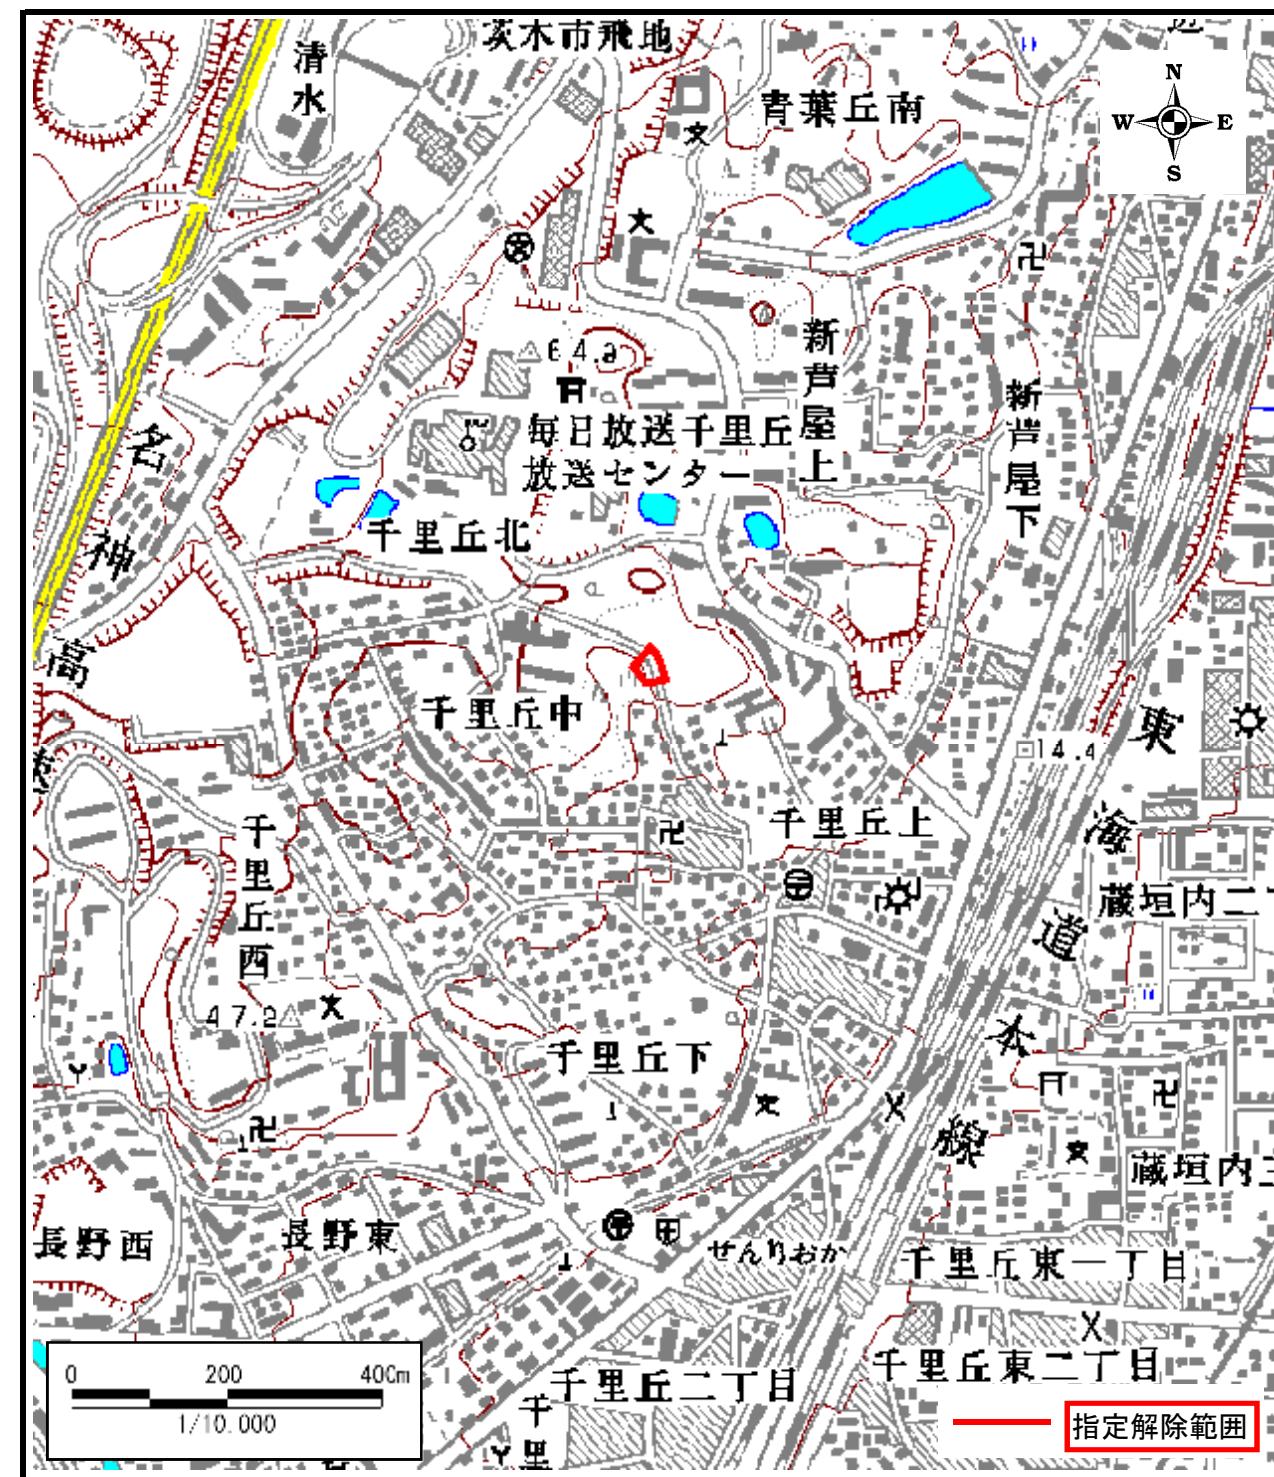 茨木市飛地
清水
青葉丘南
N
W
E
S
64.a
新芦屋上
新芦屋下
毎日放送千里丘
放送センター
千里丘北
名神高速
千里丘中
14.4
東海道本線
千里丘上
千里丘西
蔵垣内二
47.2
千里丘下
蔵垣内三
長野西
長野東
せんりおか
千里丘東一丁目
千里丘東二丁目
千里丘二丁目
千里
0 200 400m
1/10.000
指定解除範囲